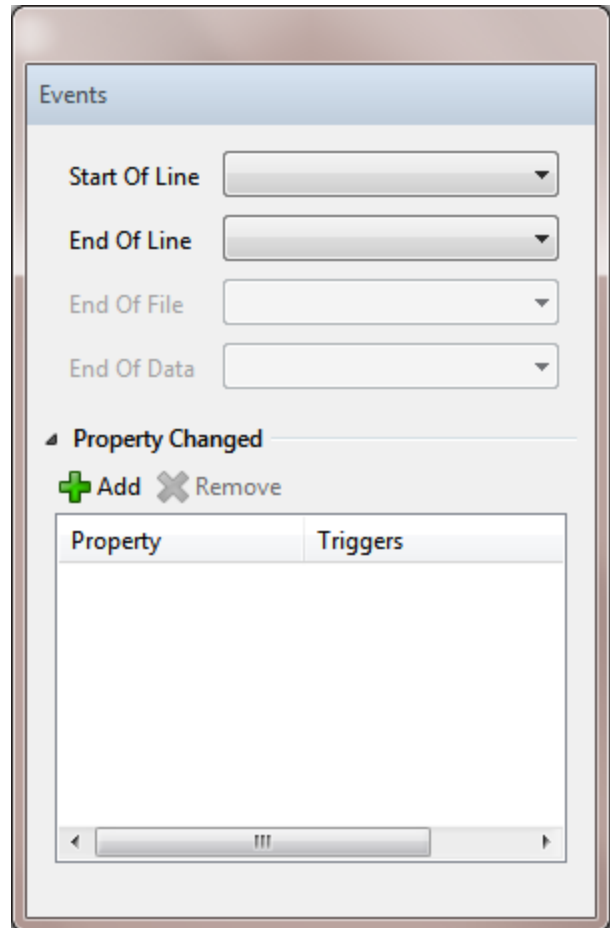 Events
Start Of Line
End Of Line
End Of File
End Of Data
Property Changed
Add Remove
Property Triggers